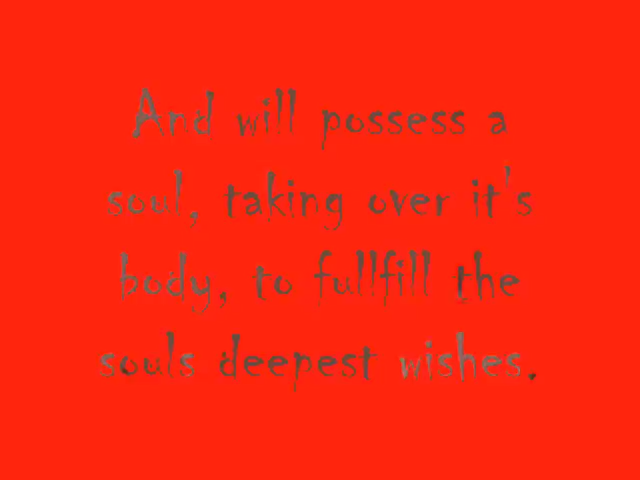 And will possess a
soul, taking over it's
body, to fullfill the
souls deepest wishes.